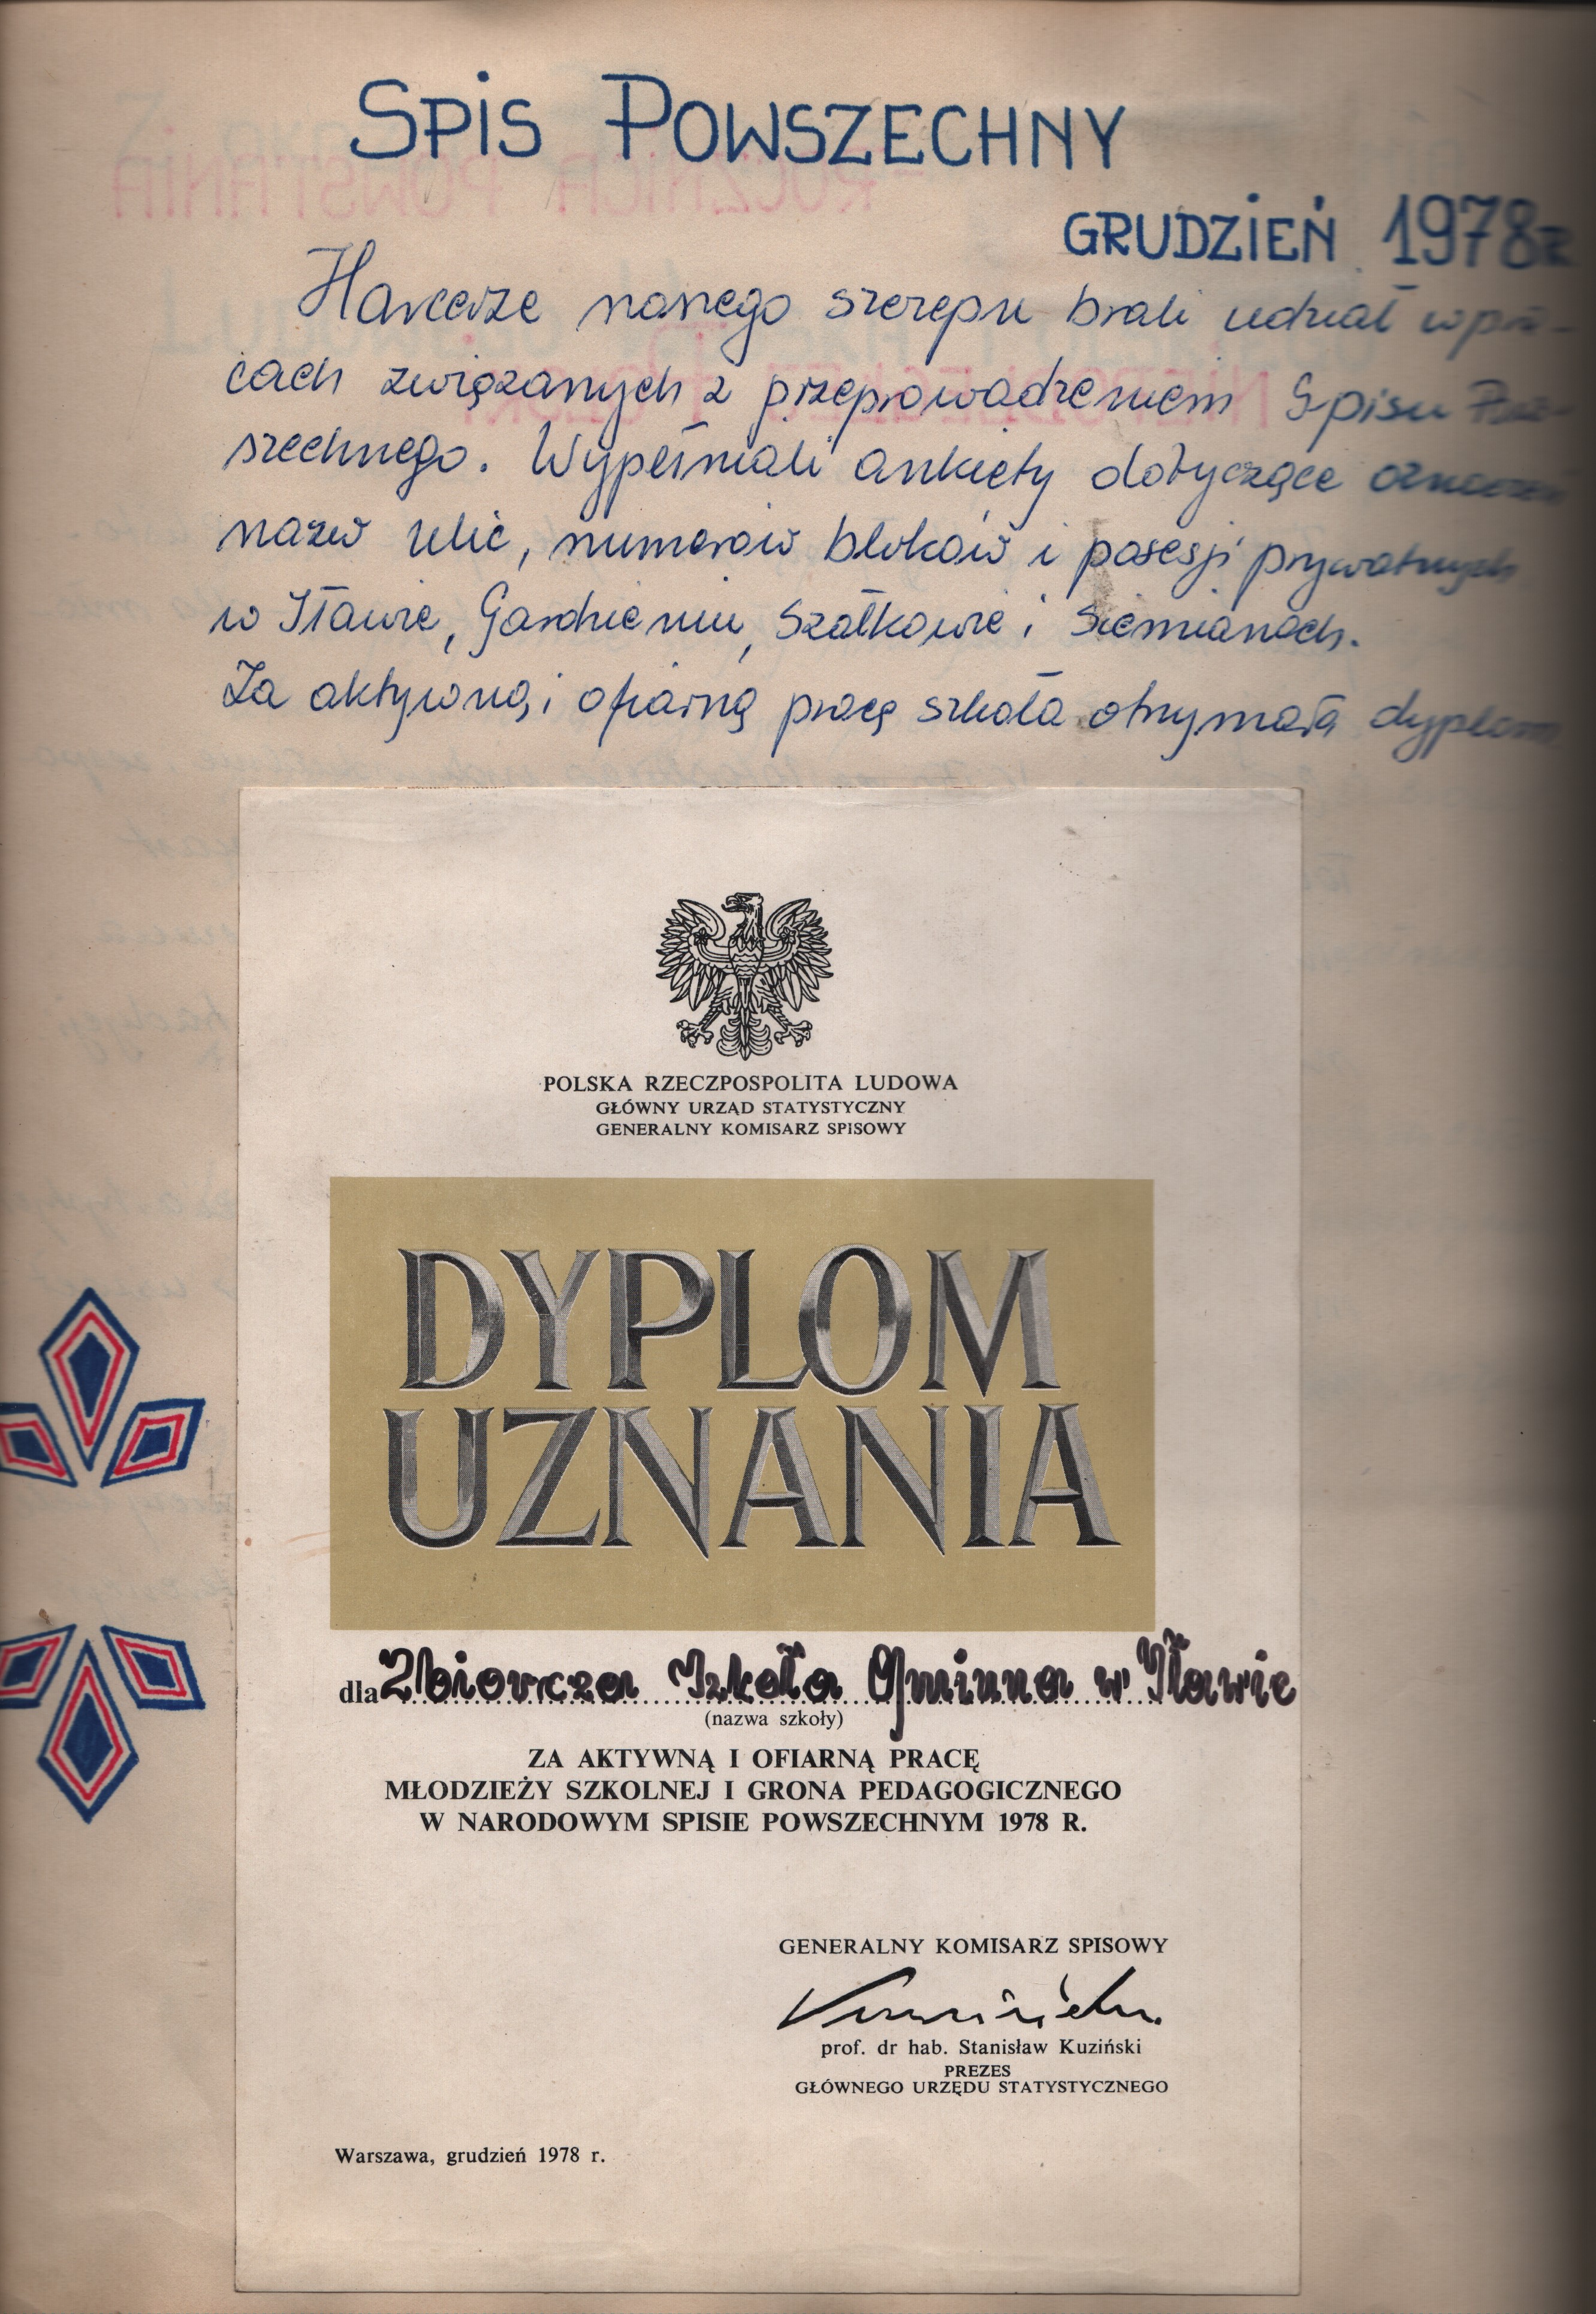 SPIS POWSZECHNY
GRUDZIEŃ 1978r
Harcerze naszego szczepu brali udział w pra-
cach związanych z przeprowadzeniem Spisu Pow-
szechnego. Wypełniali ankiety dotyczące oznaczeń
nazw ulic, numerów bloków i posesji prywatnych
w Iławie, Gardzieniu, Szałkowie i Siemianach.
Za aktywną i ofiarną pracę szkoła otrzymała dyplom
POLSKA RZECZPOSPOLITA LUDOWA
GŁÓWNY URZĄD STATYSTYCZNY
GENERALNY KOMISARZ SPISOWY
DYPLOM
UZNANIA
dla Zbiorcza Szkoła Gminna w Iławie
(nazwa szkoły)
ZA AKTYWNĄ I OFIARNĄ PRACĘ
MŁODZIEŻY SZKOLNEJ I GRONA PEDAGOGICZNEGO
W NARODOWYM SPISIE POWSZECHNYM 1978 R.
GENERALNY KOMISARZ SPISOWY
prof. dr hab. Stanisław Kuziński
PREZES
GŁÓWNEGO URZĘDU STATYSTYCZNEGO
Warszawa, grudzień 1978 r.